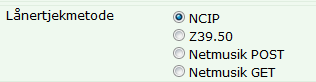 Lånertjekmetode
NCIP
Z39.50
Netmusik POST
Netmusik GET